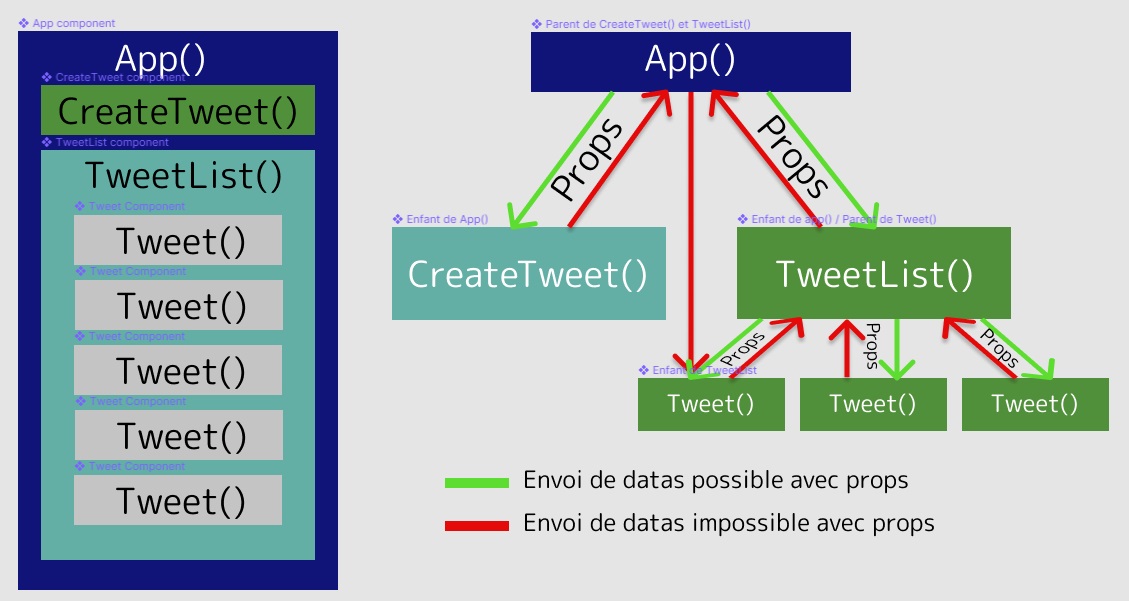 App component
App()
CreateTweet component
CreateTweet()
TweetList component
TweetList()
Tweet Component
Tweet()
Tweet Component
Tweet()
Tweet Component
Tweet()
Tweet Component
Tweet()
Tweet Component
Tweet()
Parent de CreateTweet() et TweetList()
App()
Props
Props
Enfant de App()
CreateTweet()
Enfant de app() / Parent de Tweet()
TweetList()
Props
Props
Props
Enfant de TweetList
Tweet()
Tweet()
Tweet()
Envoi de datas possible avec props
Envoi de datas impossible avec props